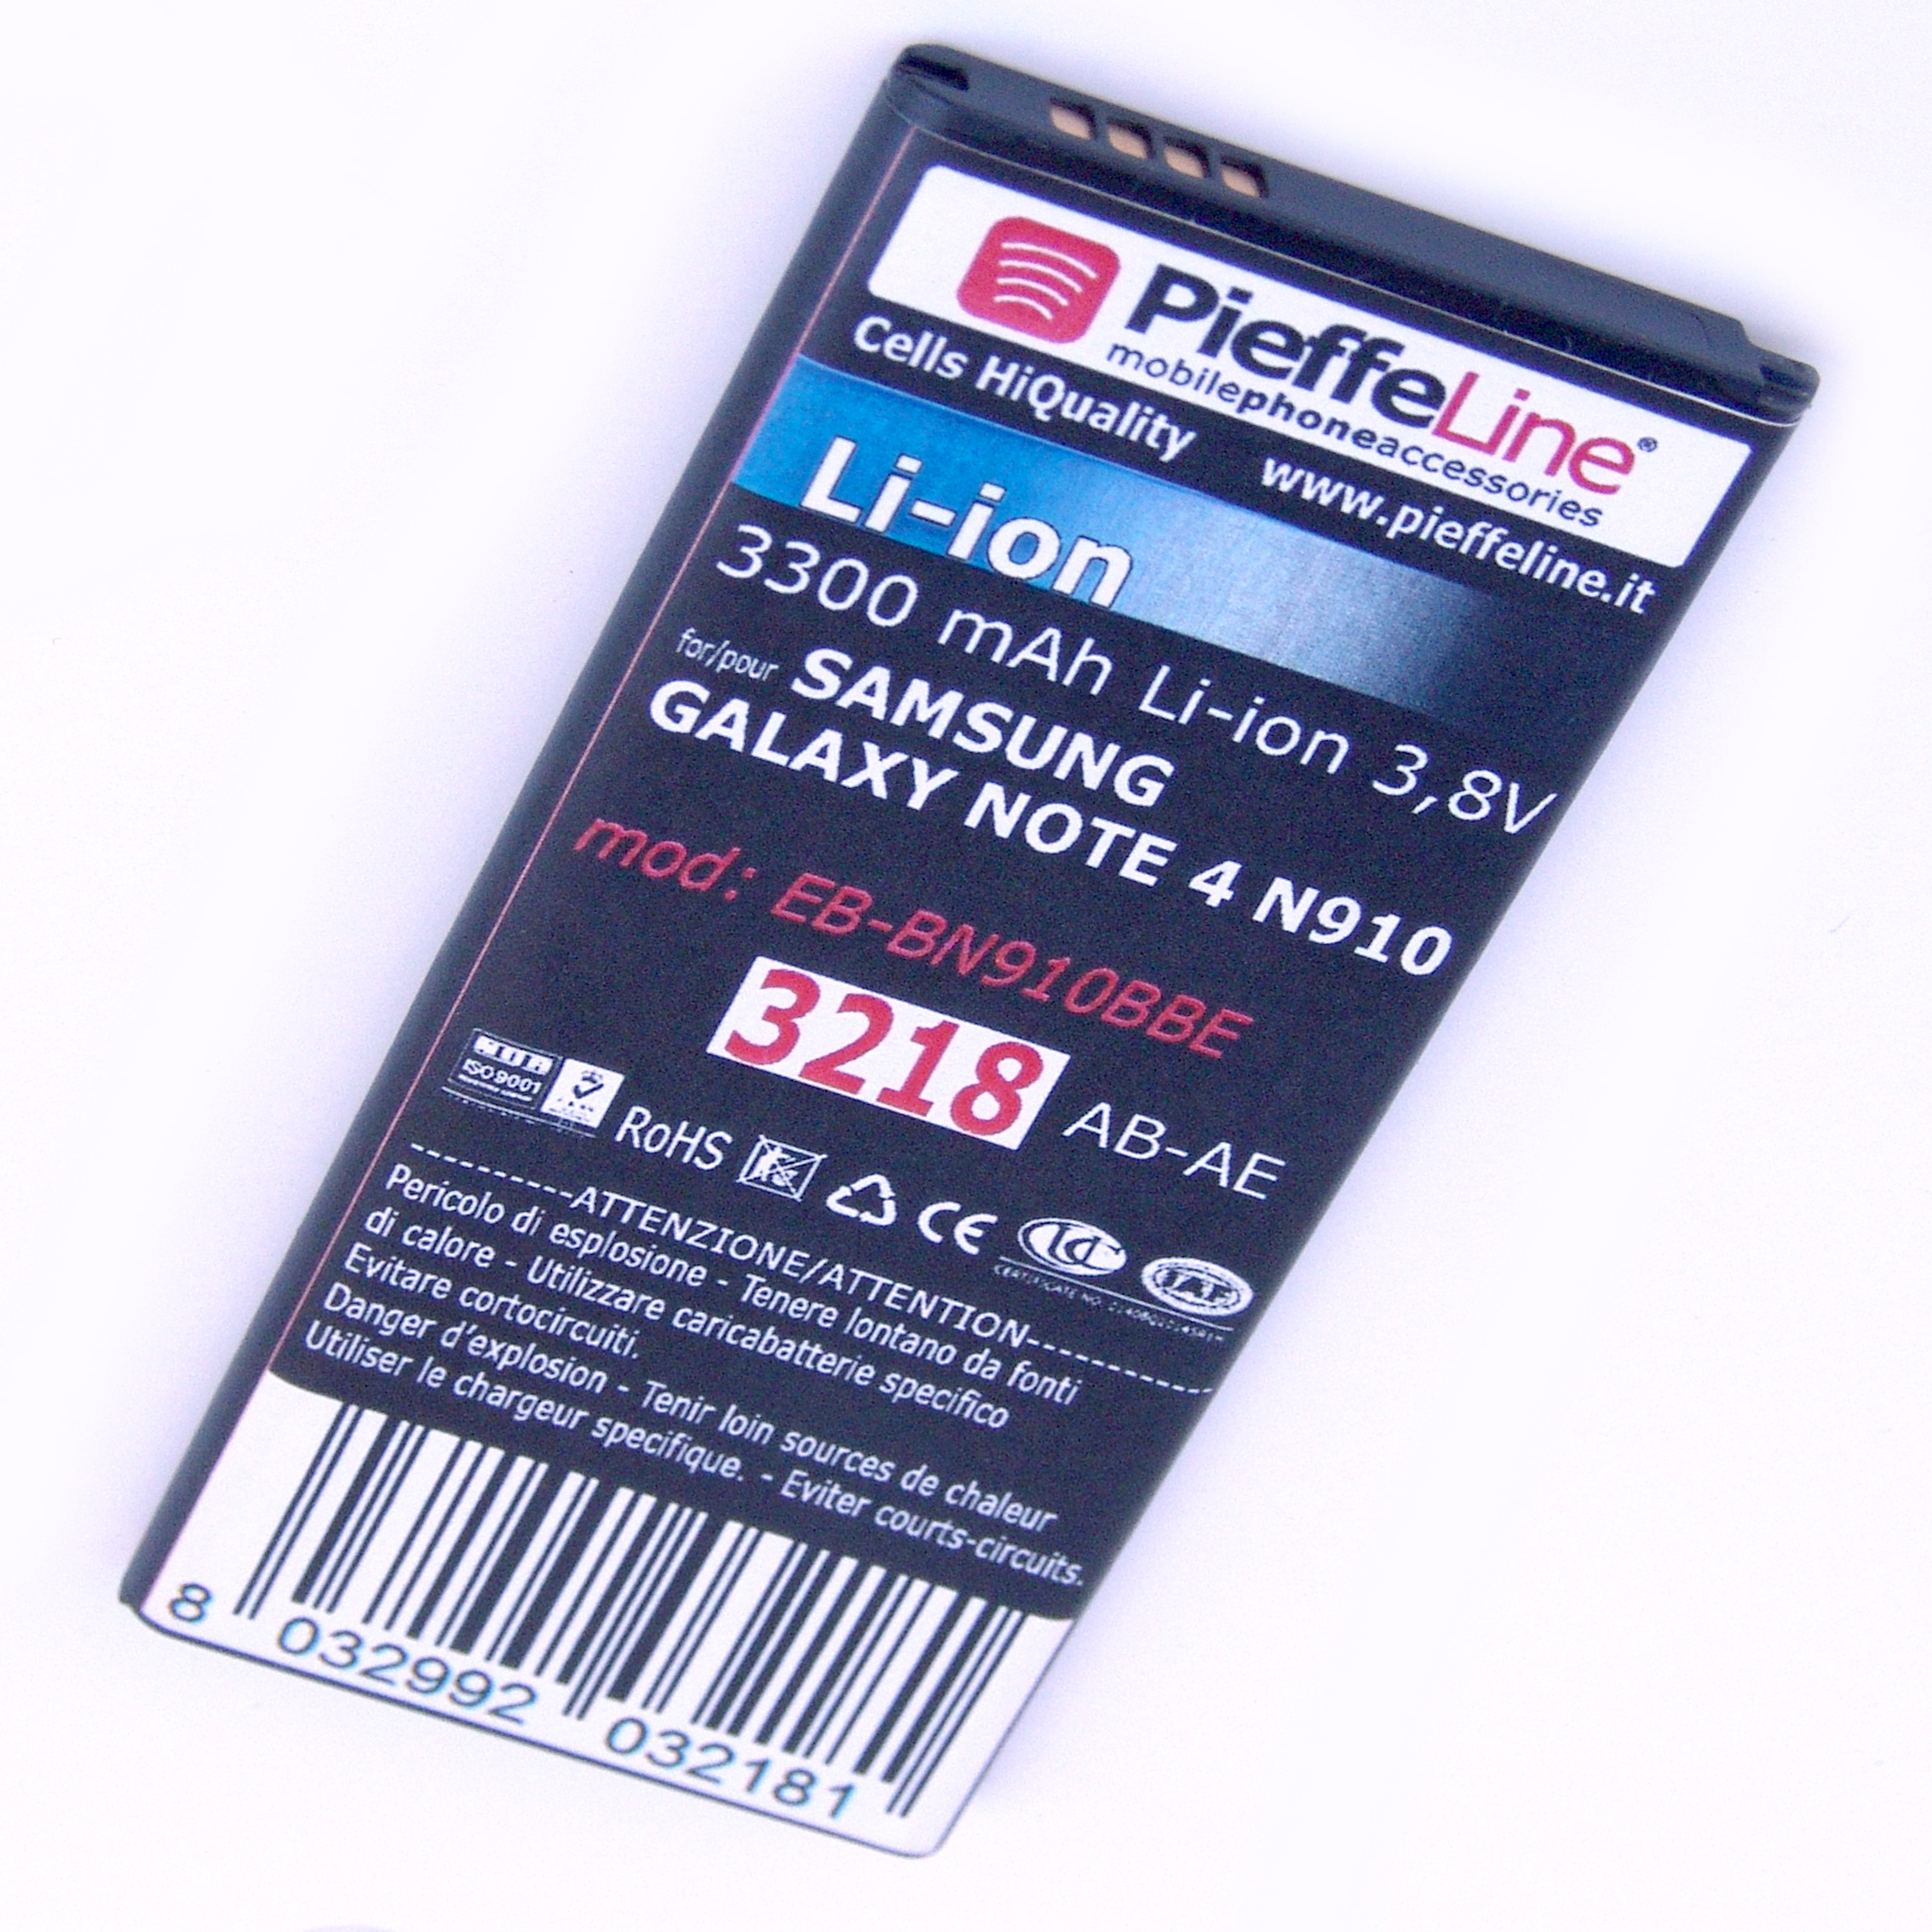 PieffeLine®
mobilephoneaccessories
Cells HiQuality www.pieffeline.it
Li-ion
3300 mAh Li-ion 3,8V
for/pour SAMSUNG
GALAXY NOTE 4 N910
mod: EB-BN910BBE
3218 AB-AE
ISO 9001
RoHS CE
CERTIFICATE NO.
---------ATTENZIONE/ATTENTION----------
Pericolo di esplosione - Tenere lontano da fonti
di calore - Utilizzare caricabatterie specifico
Evitare cortocircuiti.
Danger d'explosion - Tenir loin sources de chaleur
Utiliser le chargeur specifique. - Eviter courts-circuits.
8 032992 032181